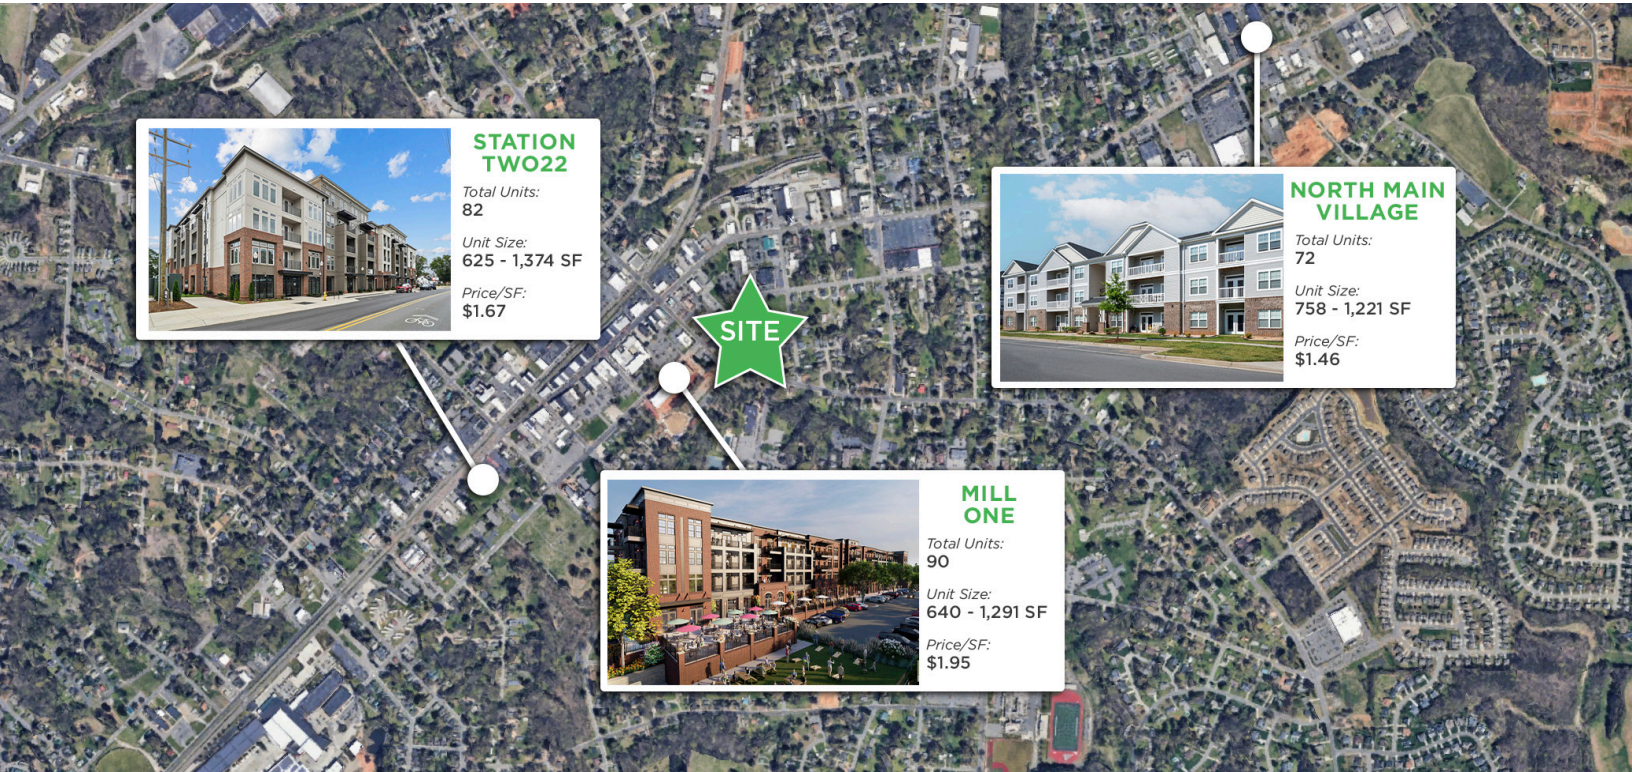 STATION
TWO22
Total Units:
82
Unit Size:
625 - 1,374 SF
Price/SF:
$1.67
SITE
NORTH MAIN
VILLAGE
Total Units:
72
Unit Size:
758 - 1,221 SF
Price/SF:
$1.46
MILL
ONE
Total Units:
90
Unit Size:
640 - 1,291 SF
Price/SF:
$1.95